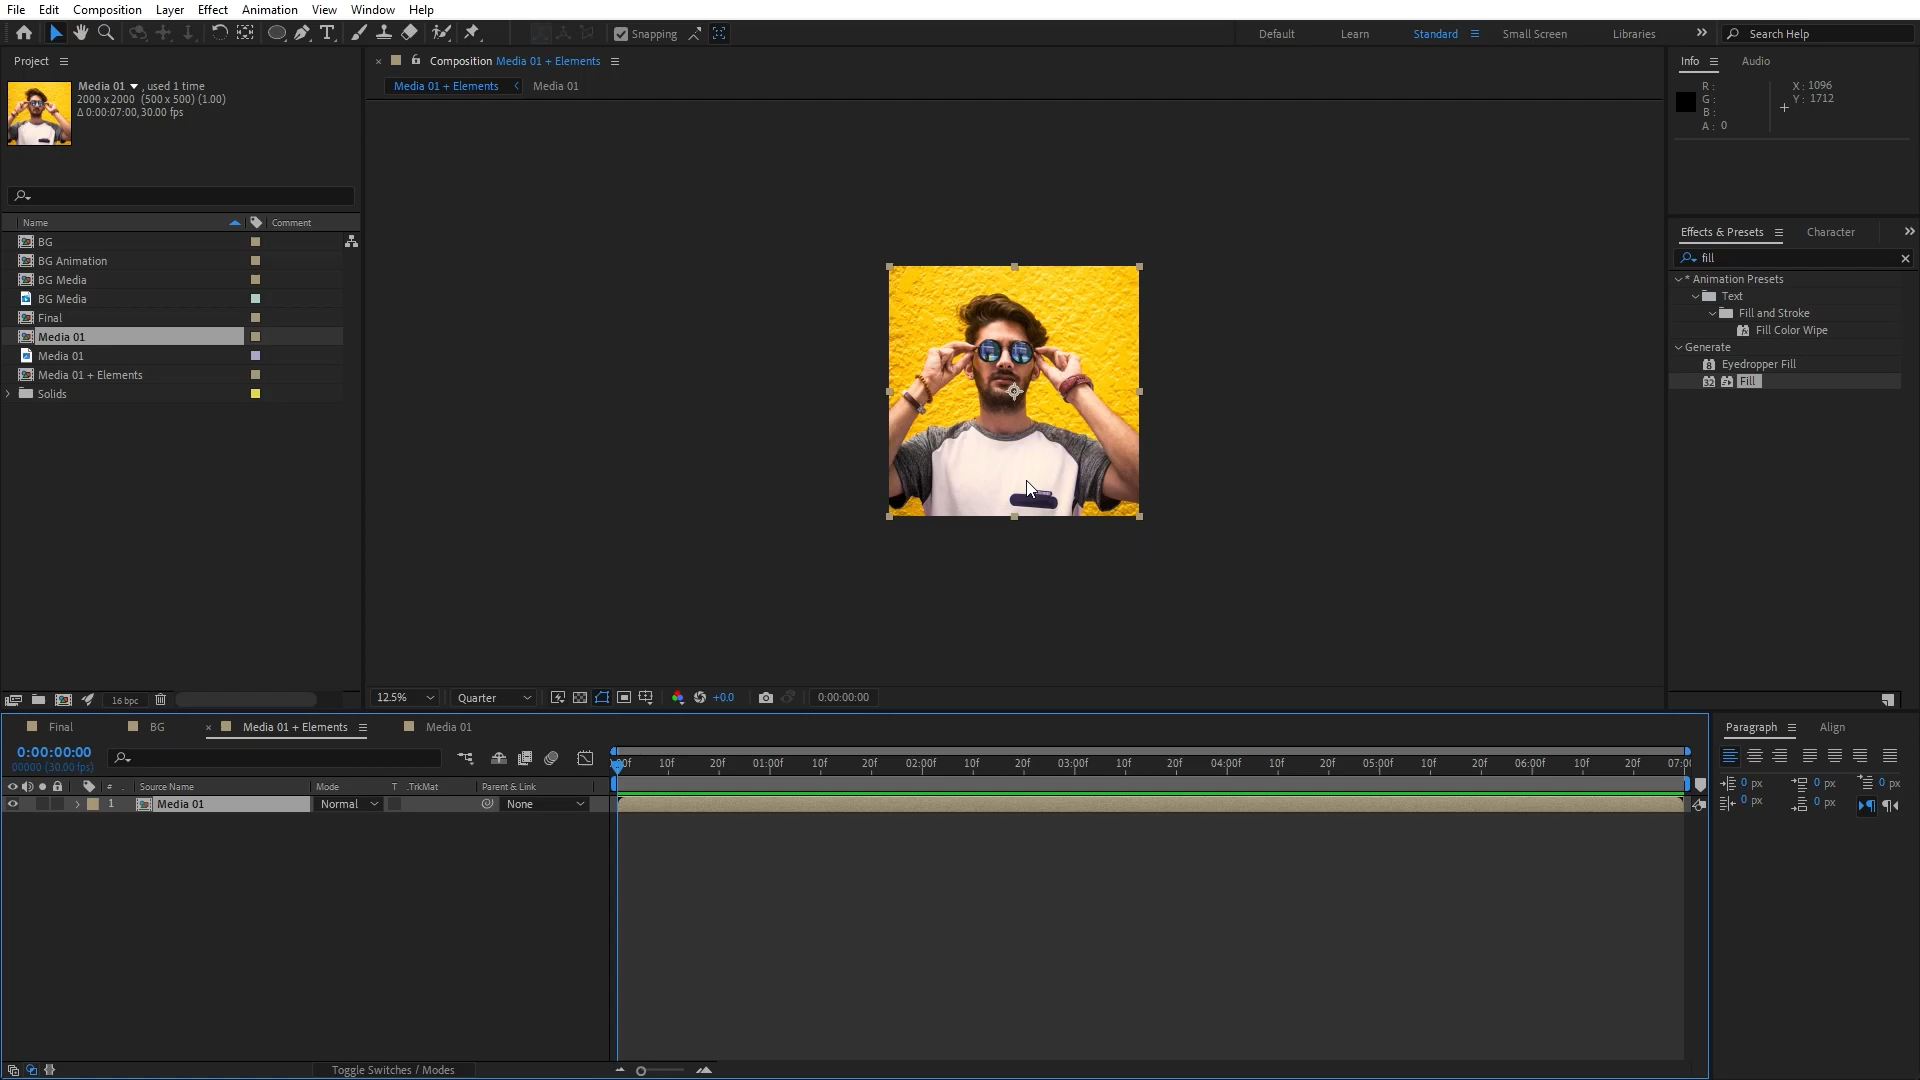 File Edit Composition Layer Effect Animation View Window Help
Snapping Default Learn Standard Small Screen Libraries Search Help
Project
Media 01 , used 1 time
2000 x 2000 (500 x 500) (1.00)
Δ 0:00:07:00, 30.00 fps
Name Comment
BG
BG Animation
BG Media
BG Media
Final
Media 01
Media 01
Media 01 + Elements
Solids
16 bpc
Composition Media 01 + Elements
Media 01 + Elements Media 01
12.5% Quarter +0.0 0:00:00:00
Info Audio
R :
G :
B :
A : 0
X : 1096
Y : 1712
Effects & Presets Character
fill
* Animation Presets
Text
Fill and Stroke
Fill Color Wipe
Generate
Eyedropper Fill
Fill
Final BG Media 01 + Elements Media 01
0:00:00:00
00000 (30.00 fps)
:00f 10f 20f 01:00f 10f 20f 02:00f 10f 20f 03:00f 10f 20f 04:00f 10f 20f 05:00f 10f 20f 06:00f 10f 20f 07:00
# Source Name Mode T .TrkMat Parent & Link
1 Media 01 Normal None
Toggle Switches / Modes
Paragraph Align
0 px 0 px 0 px
0 px 0 px